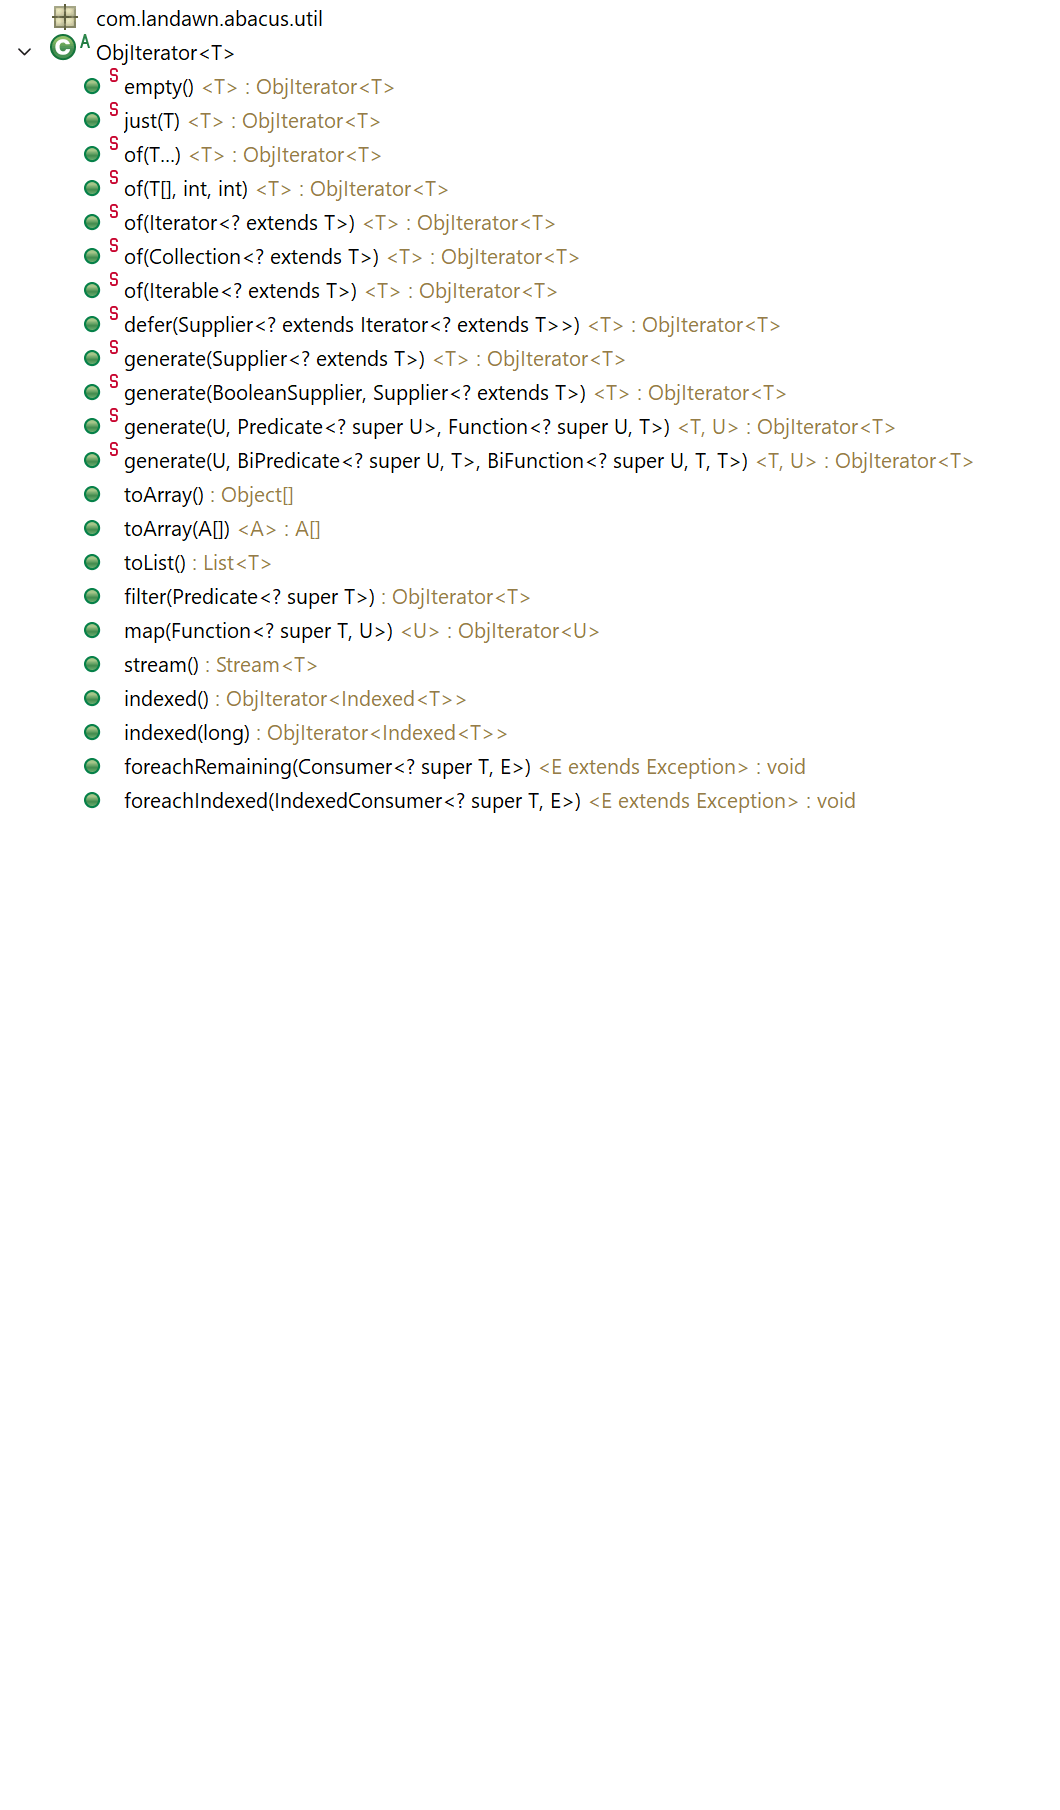 com.landawn.abacus.util
C A ObjIterator<T>
S empty() <T> : ObjIterator<T>
S just(T) <T> : ObjIterator<T>
S of(T...) <T> : ObjIterator<T>
S of(T[], int, int) <T> : ObjIterator<T>
S of(Iterator<? extends T>) <T> : ObjIterator<T>
S of(Collection<? extends T>) <T> : ObjIterator<T>
S of(Iterable<? extends T>) <T> : ObjIterator<T>
S defer(Supplier<? extends Iterator<? extends T>>) <T> : ObjIterator<T>
S generate(Supplier<? extends T>) <T> : ObjIterator<T>
S generate(BooleanSupplier, Supplier<? extends T>) <T> : ObjIterator<T>
S generate(U, Predicate<? super U>, Function<? super U, T>) <T, U> : ObjIterator<T>
S generate(U, BiPredicate<? super U, T>, BiFunction<? super U, T, T>) <T, U> : ObjIterator<T>
toArray() : Object[]
toArray(A[]) <A> : A[]
toList() : List<T>
filter(Predicate<? super T>) : ObjIterator<T>
map(Function<? super T, U>) <U> : ObjIterator<U>
stream() : Stream<T>
indexed() : ObjIterator<Indexed<T>>
indexed(long) : ObjIterator<Indexed<T>>
foreachRemaining(Consumer<? super T, E>) <E extends Exception> : void
foreachIndexed(IndexedConsumer<? super T, E>) <E extends Exception> : void